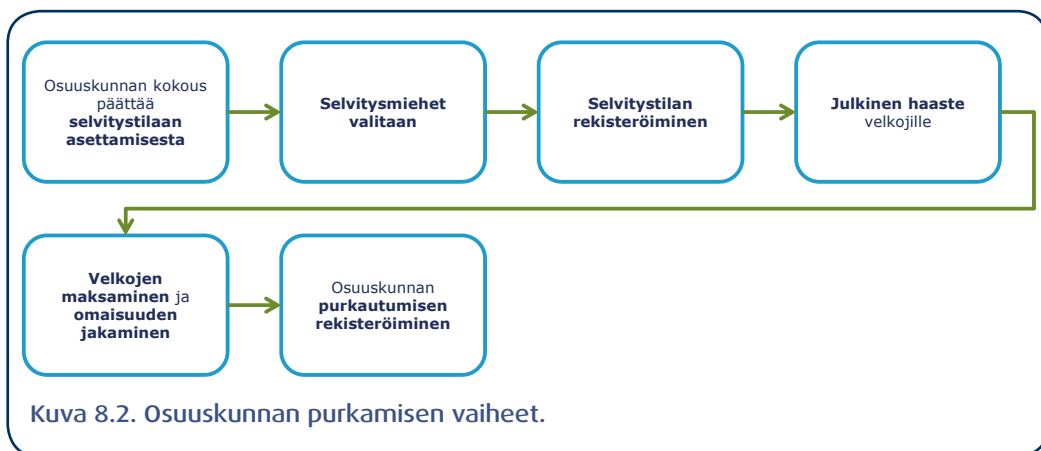 Osuuskunnan kokous
päättää
selvitystilaan
asettamisesta
Selvitysmiehet
valitaan
Selvitystilan
rekisteröiminen
Julkinen haaste
velkojille
Velkojen
maksaminen ja
omaisuuden
jakaminen
Osuuskunnan
purkautumisen
rekisteröiminen
Kuva 8.2. Osuuskunnan purkamisen vaiheet.